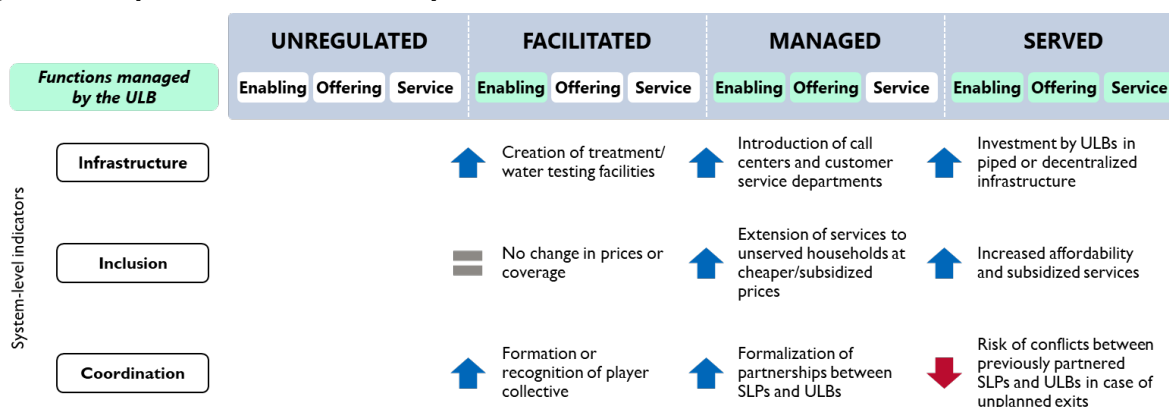 UNREGULATED FACILITATED MANAGED SERVED
Functions managed
by the ULB
Enabling Offering Service Enabling Offering Service Enabling Offering Service Enabling Offering Service
System-level indicators
Infrastructure
Creation of treatment/
water testing facilities
Introduction of call
centers and customer
service departments
Investment by ULBs in
piped or decentralized
infrastructure
Inclusion
No change in prices or
coverage
Extension of services to
unserved households at
cheaper/subsidized
prices
Increased affordability
and subsidized services
Coordination
Formation or
recognition of player
collective
Formalization of
partnerships between
SLPs and ULBs
Risk of conflicts between
previously partnered
SLPs and ULBs in case of
unplanned exits